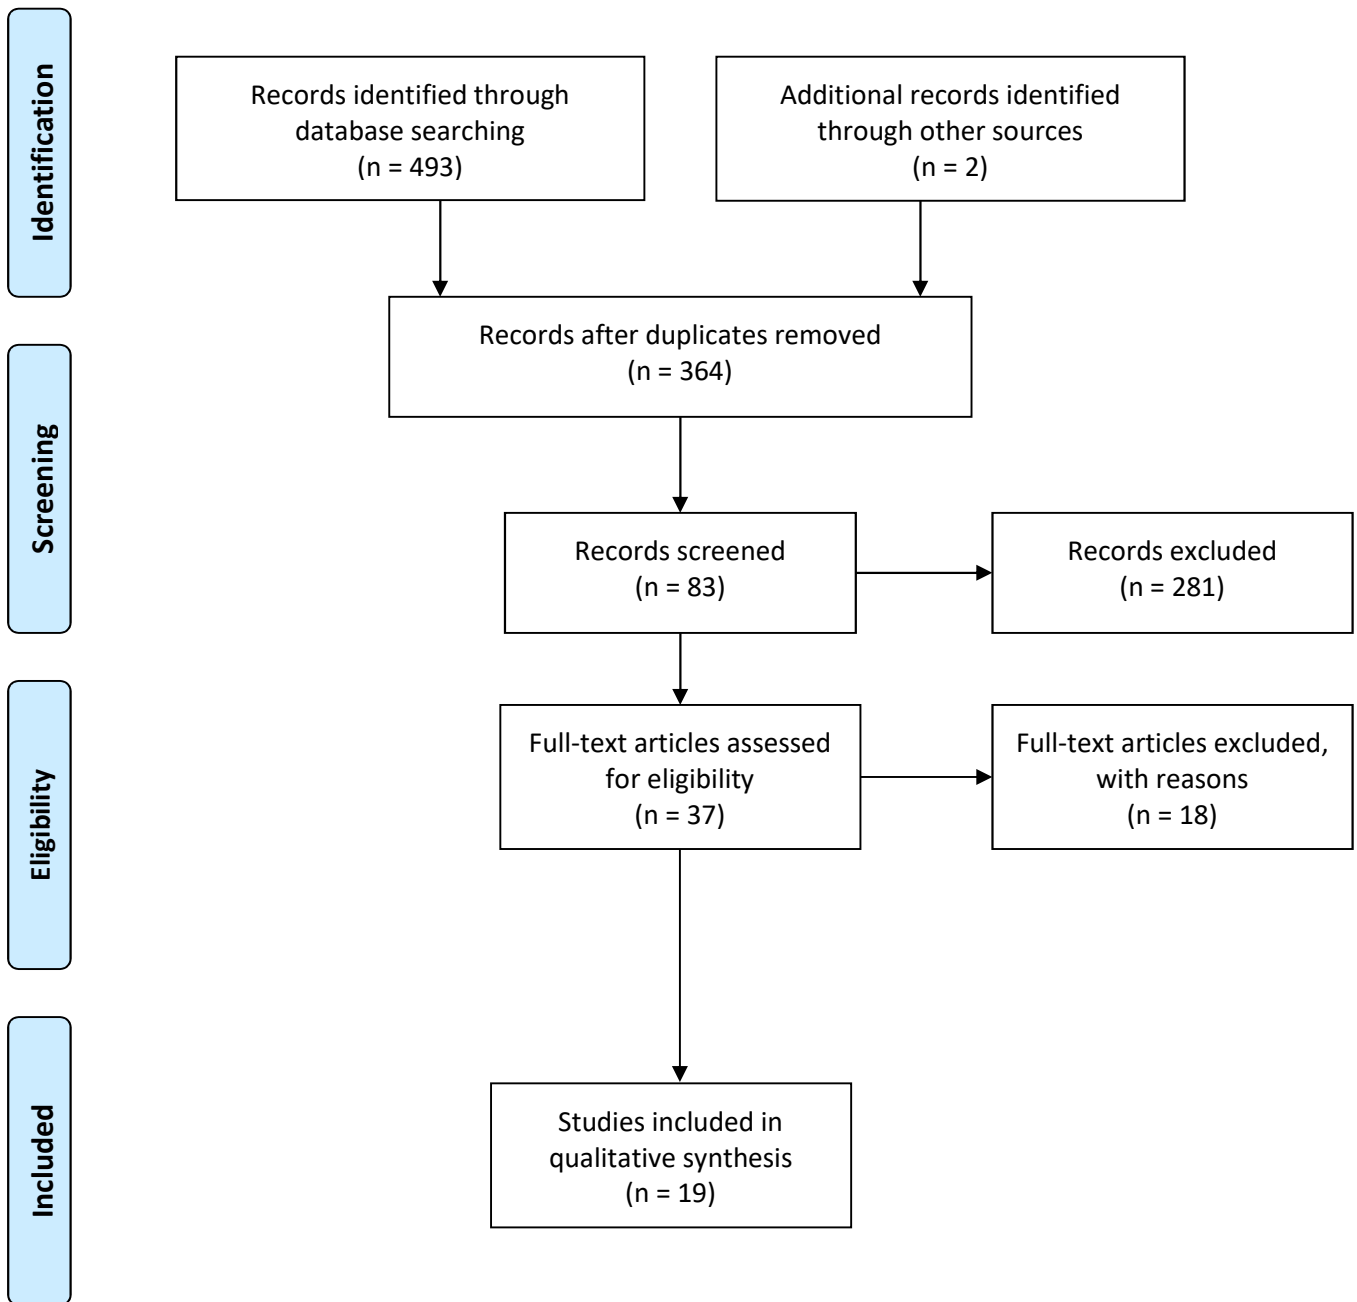 Identification
Records identified through
database searching
(n = 493)
Additional records identified
through other sources
(n = 2)
Records after duplicates removed
(n = 364)
Screening
Records screened
(n = 83)
Records excluded
(n = 281)
Eligibility
Full-text articles assessed
for eligibility
(n = 37)
Full-text articles excluded,
with reasons
(n = 18)
Included
Studies included in
qualitative synthesis
(n = 19)